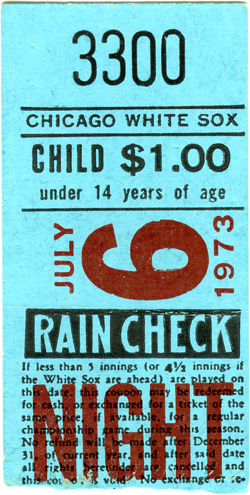 3300
CHICAGO WHITE SOX
CHILD $1.00
under 14 years of age
JULY 6 1973
RAIN CHECK
If less than 5 innings (or 4½ innings if
the White Sox are ahead) are played on
this date, this coupon may be redeemed
for cash, or exchanged for a ticket of the
same price, if available, for a regular
championship game during this season.
No refund will be made after December
31 of current year, and after said date
all rights hereunder are cancelled and
this coupon is void. No exchange or re-
NIGHT